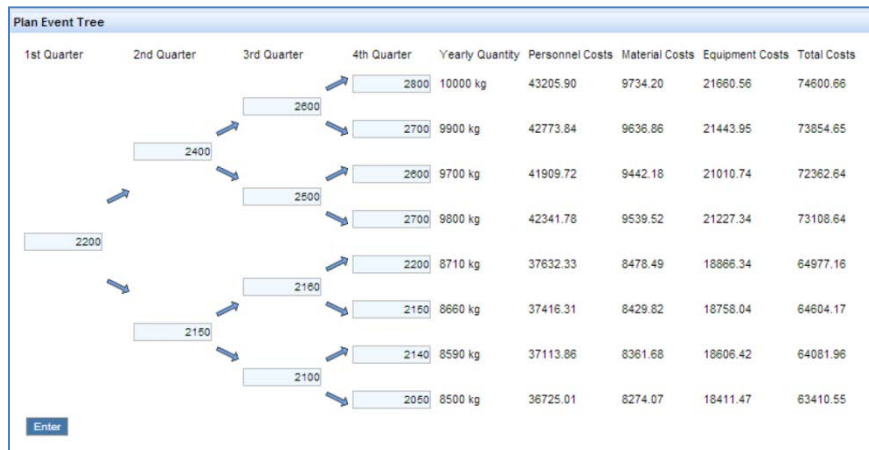 Plan Event Tree
1st Quarter 2nd Quarter 3rd Quarter 4th Quarter Yearly Quantity Personnel Costs Material Costs Equipment Costs Total Costs
2800 10000 kg 43205.90 9734.20 21660.56 74600.66
2600
2700 9900 kg 42773.84 9636.86 21443.95 73854.65
2400
2600 9700 kg 41909.72 9442.18 21010.74 72362.64
2500
2700 9800 kg 42341.78 9539.52 21227.34 73108.64
2200
2200 8710 kg 37632.33 8478.49 18866.34 64977.16
2160
2150 8660 kg 37416.31 8429.82 18758.04 64604.17
2150
2140 8590 kg 37113.86 8361.68 18606.42 64081.96
2100
2050 8500 kg 36725.01 8274.07 18411.47 63410.55
Enter